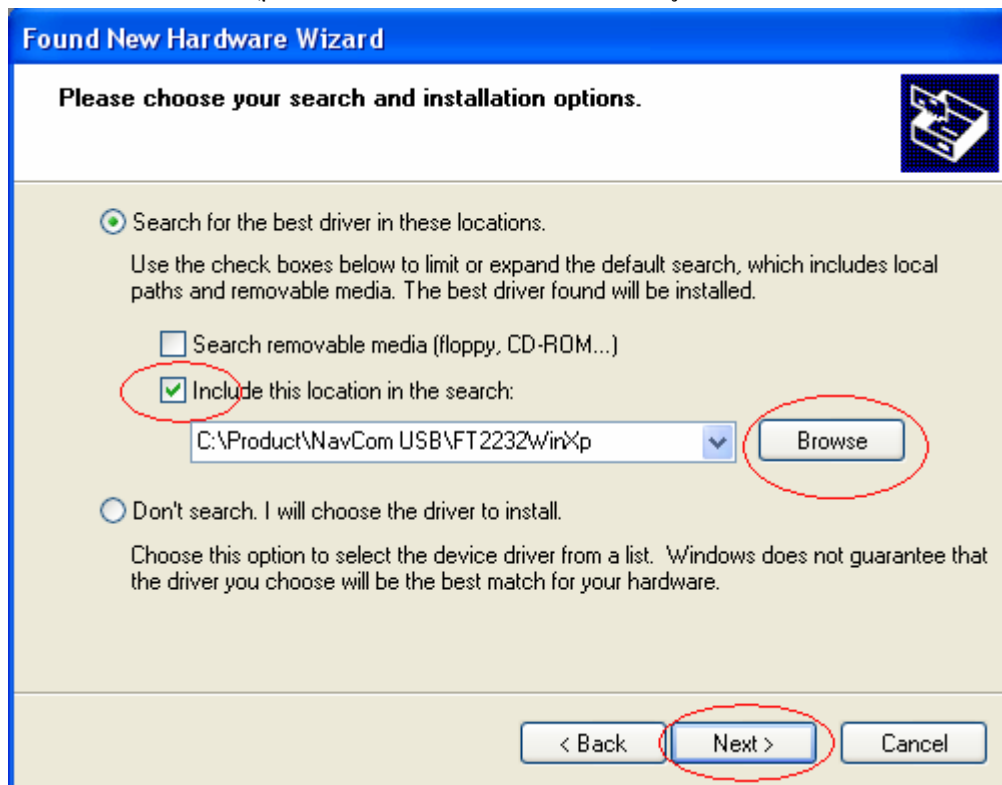 Found New Hardware Wizard
Please choose your search and installation options.
Search for the best driver in these locations.
Use the check boxes below to limit or expand the default search, which includes local
paths and removable media. The best driver found will be installed.
Search removable media (floppy, CD-ROM...)
Include this location in the search:
C:\Product\NavCom USB\FT2232WinXp
Browse
Don't search. I will choose the driver to install.
Choose this option to select the device driver from a list. Windows does not guarantee that
the driver you choose will be the best match for your hardware.
< Back Next > Cancel